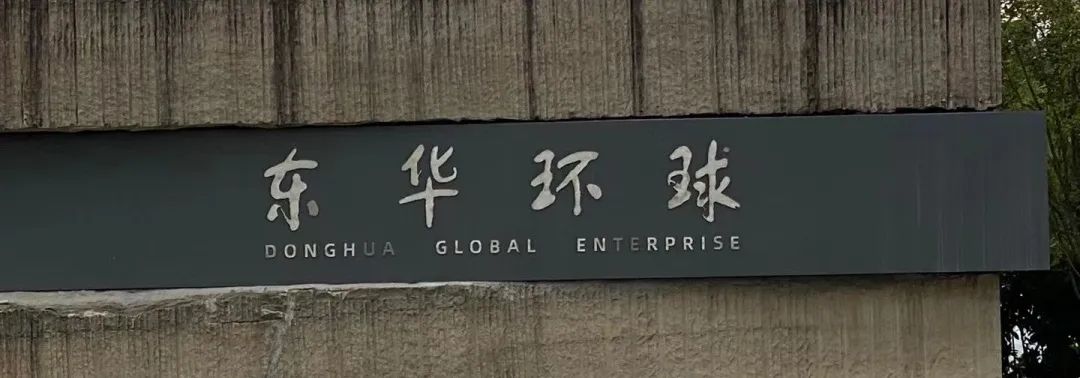 东华环球
DONGHUA GLOBAL ENTERPRISE